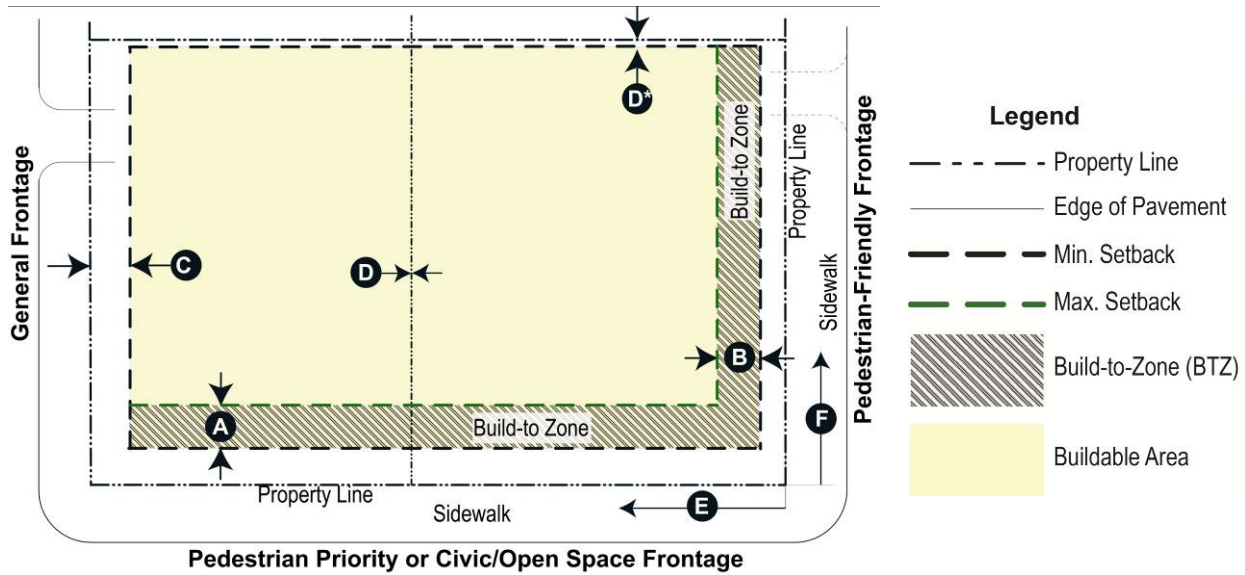 D*
Build-to Zone
Property Line
General Frontage
C
D
Sidewalk
Pedestrian-Friendly Frontage
B
A
Build-to Zone
F
Property Line
E
Sidewalk
Pedestrian Priority or Civic/Open Space Frontage
Legend
Property Line
Edge of Pavement
Min. Setback
Max. Setback
Build-to-Zone (BTZ)
Buildable Area